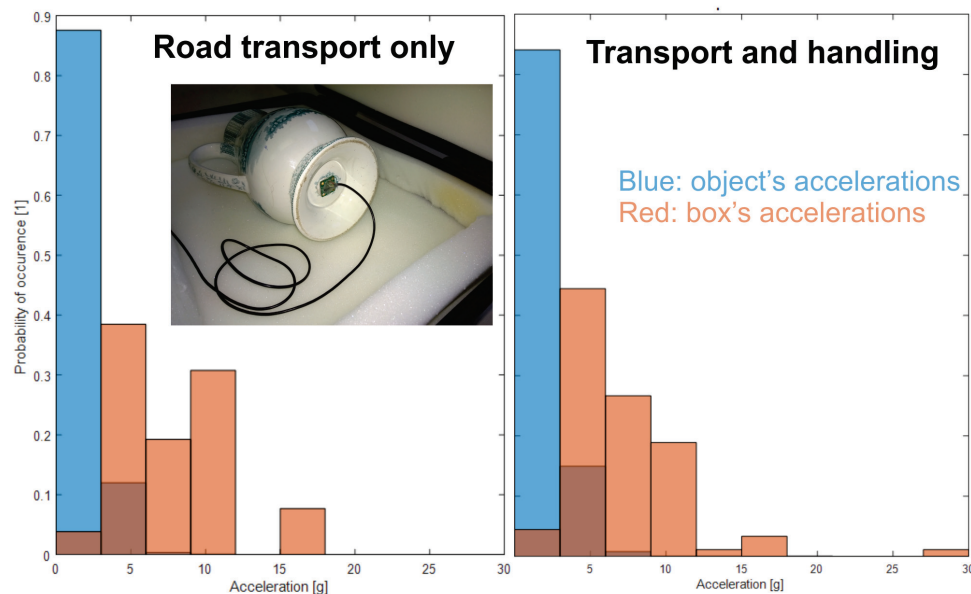 Road transport only
0.9
0.8
0.7
0.6
0.5
0.4
0.3
0.2
0.1
0
Probability of occurence [1]
0 5 10 15 20 25 30
Acceleration [g]
Transport and handling
Blue: object's accelerations
Red: box's accelerations
5 10 15 20 25 30
Acceleration [g]